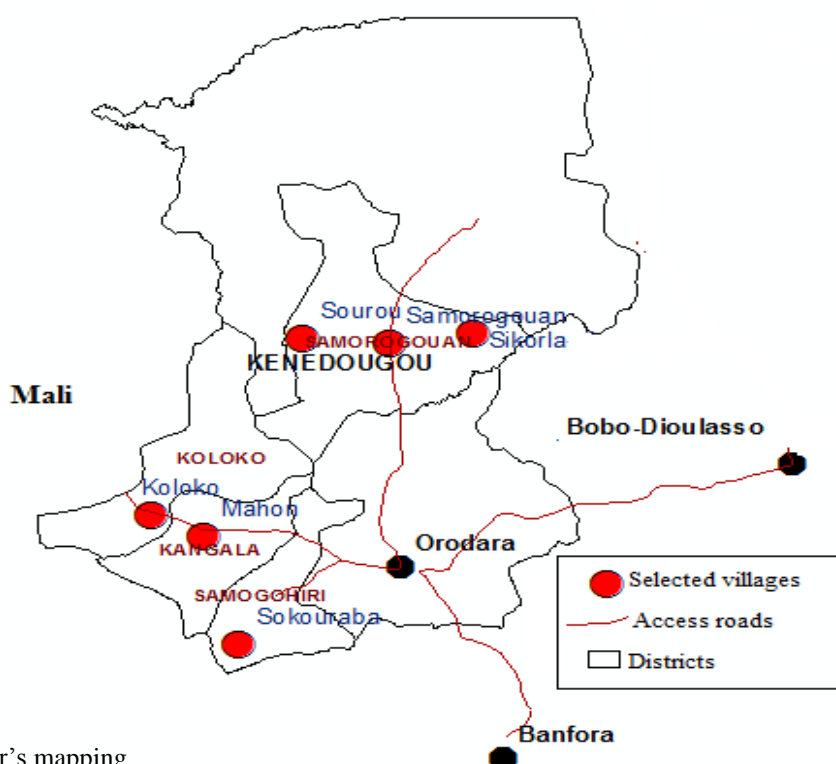 Sourou
Samorogouan
SAMOROGOUAN
Sikorla
KENEDOUGOU
Mali
Bobo-Dioulasso
KOLOKO
Koloko
Mahon
KANGALA
Orodara
SAMOGOHIRI
Sokouraba
Selected villages
Access roads
Districts
Banfora
r's mapping